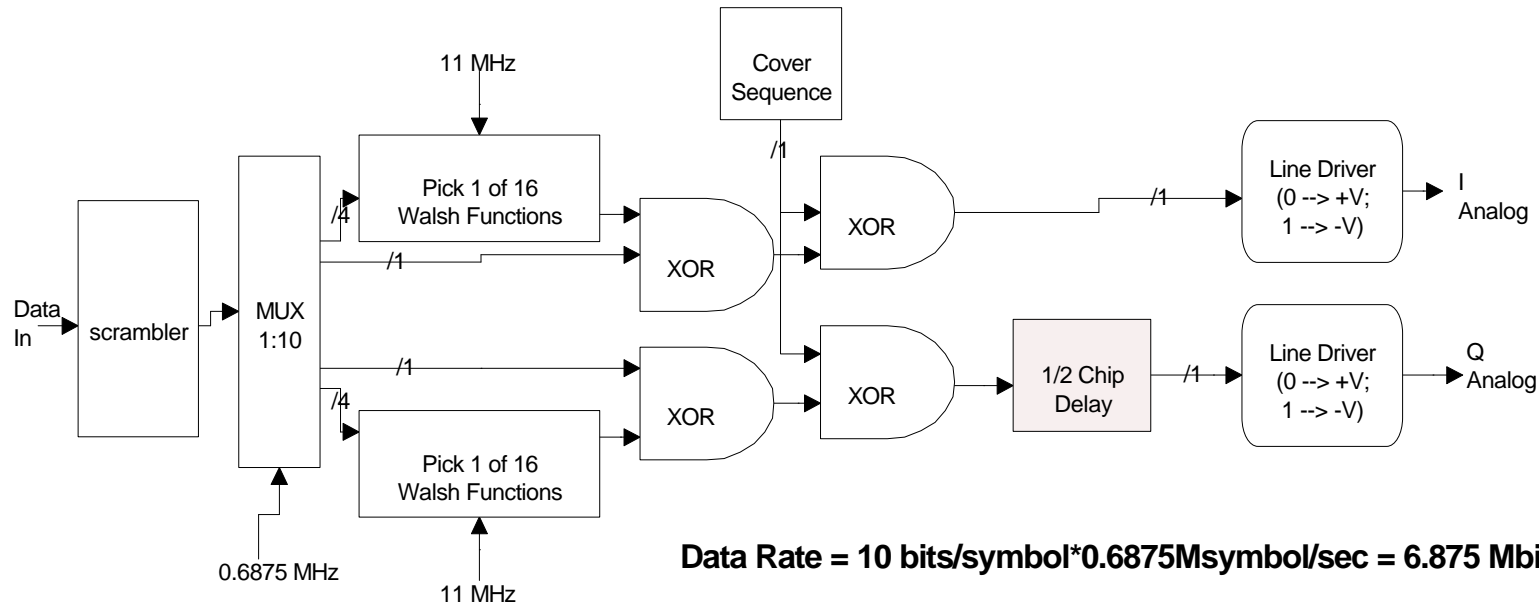 11 MHz
Cover
Sequence
/1
Pick 1 of 16
Walsh Functions
/4
/1
XOR
XOR
/1
Line Driver
(0 --> +V;
1 --> -V)
I
Analog
Data
In
scrambler
MUX
1:10
/1
/4
XOR
XOR
1/2 Chip
Delay
/1
Line Driver
(0 --> +V;
1 --> -V)
Q
Analog
Pick 1 of 16
Walsh Functions
0.6875 MHz
11 MHz
Data Rate = 10 bits/symbol*0.6875Msymbol/sec = 6.875 Mbi